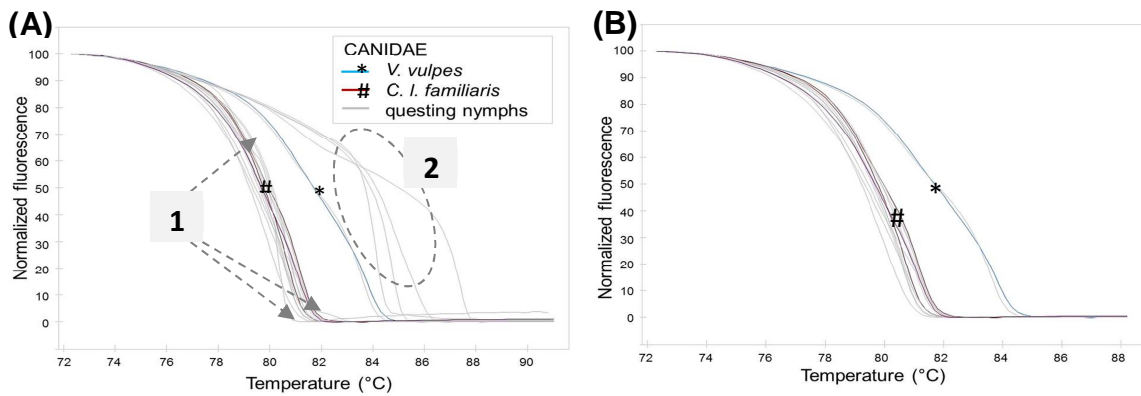 (A)
CANIDAE
* V. vulpes
# C. l. familiaris
questing nymphs
Normalized fluorescence
100
90
80
70
60
50
40
30
20
10
0
1
2
#
*
72 74 76 78 80 82 84 86 88 90
Temperature (°C)
(B)
Normalized fluorescence
100
90
80
70
60
50
40
30
20
10
0
*
#
72 74 76 78 80 82 84 86 88
Temperature (°C)